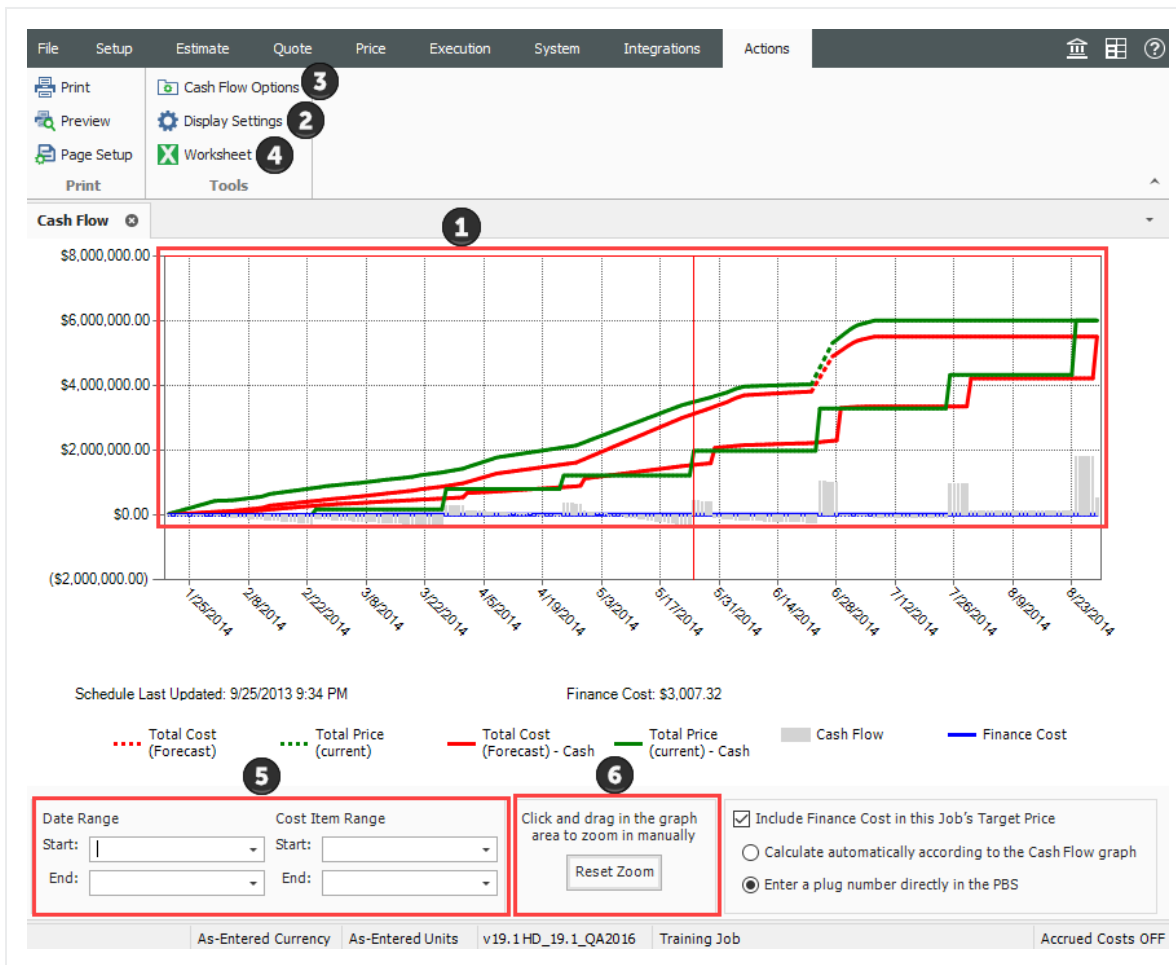 File Setup Estimate Quote Price Execution System Integrations Actions
Print Cash Flow Options 3
Preview Display Settings 2
Page Setup Worksheet 4
Print Tools
Cash Flow 1
$8,000,000.00
$6,000,000.00
$4,000,000.00
$2,000,000.00
$0.00
($2,000,000.00)
1/25/2014 2/8/2014 2/22/2014 3/8/2014 3/22/2014 4/5/2014 4/19/2014 5/3/2014 5/17/2014 5/31/2014 6/14/2014 6/28/2014 7/12/2014 7/26/2014 8/9/2014 8/23/2014
Schedule Last Updated: 9/25/2013 9:34 PM Finance Cost: $3,007.32
Total Cost Total Price Total Cost Total Price Cash Flow Finance Cost
(Forecast) (current) (Forecast) - Cash (current) - Cash
5 6
Date Range Cost Item Range
Start: Start:
End: End:
Click and drag in the graph
area to zoom in manually
Reset Zoom
Include Finance Cost in this Job's Target Price
Calculate automatically according to the Cash Flow graph
Enter a plug number directly in the PBS
As-Entered Currency As-Entered Units v19.1 HD_19.1_QA2016 Training Job Accrued Costs OFF